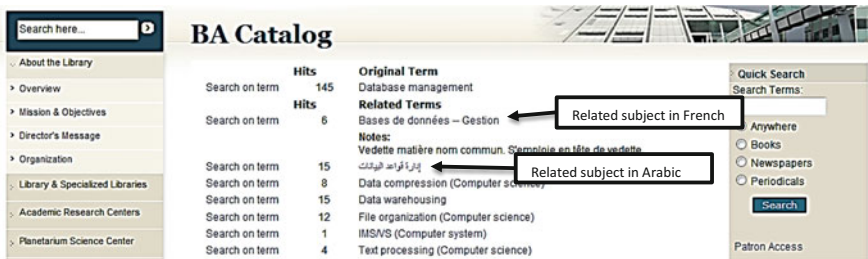 Search here...
BA Catalog
About the Library
Overview
Mission & Objectives
Director's Message
Organization
Library & Specialized Libraries
Academic Research Centers
Planetarium Science Center
Hits Original Term
Search on term 145 Database management
Hits Related Terms
Search on term 6 Bases de données -- Gestion
Notes:
Vedette matière nom commun. S'emploie en tête de vedette
Search on term 15 إدارة قواعد البيانات
Search on term 8 Data compression (Computer science)
Search on term 15 Data warehousing
Search on term 12 File organization (Computer science)
Search on term 1 IMS/VS (Computer system)
Search on term 4 Text processing (Computer science)
Related subject in French
Related subject in Arabic
Quick Search
Search Terms:
Anywhere
Books
Newspapers
Periodicals
Search
Patron Access